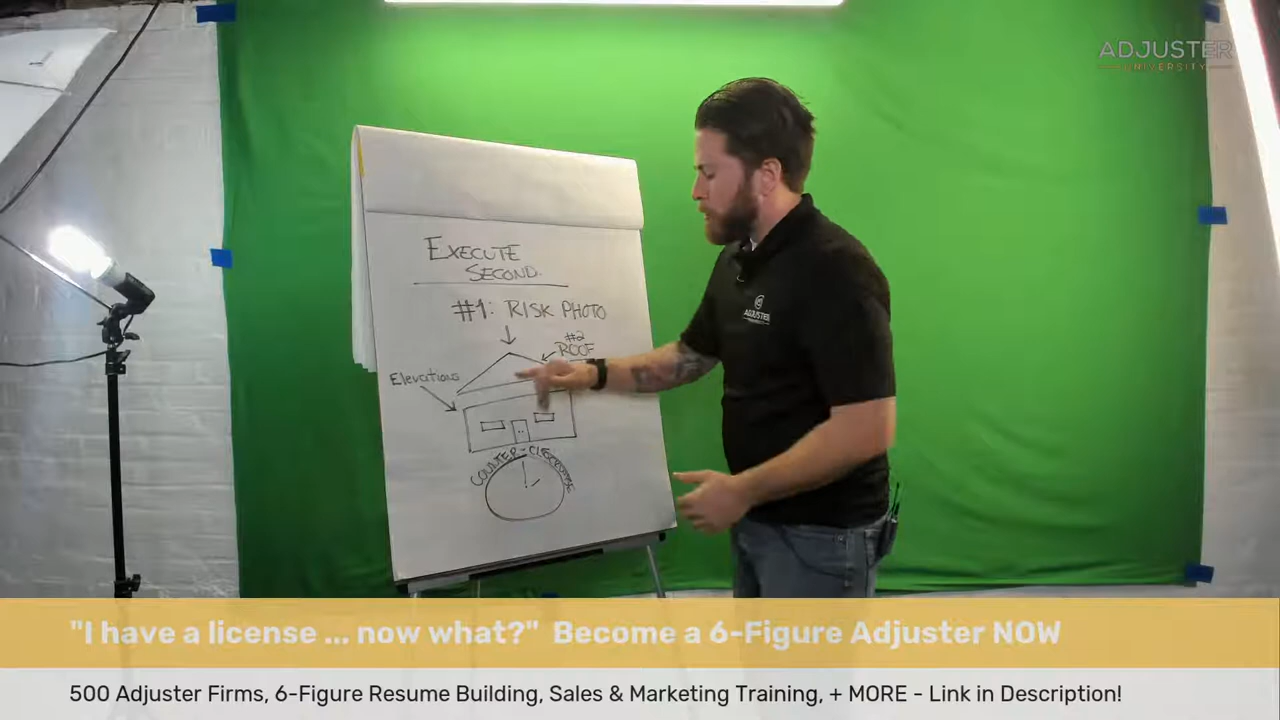 ADJUSTER
UNIVERSITY
EXECUTE
SECOND.
#1: RISK PHOTO
#2
ROOF
Elevations
COUNTER-CLOCKWISE
ADJUSTER
"I have a license ... now what?" Become a 6-Figure Adjuster NOW
500 Adjuster Firms, 6-Figure Resume Building, Sales & Marketing Training, + MORE - Link in Description!